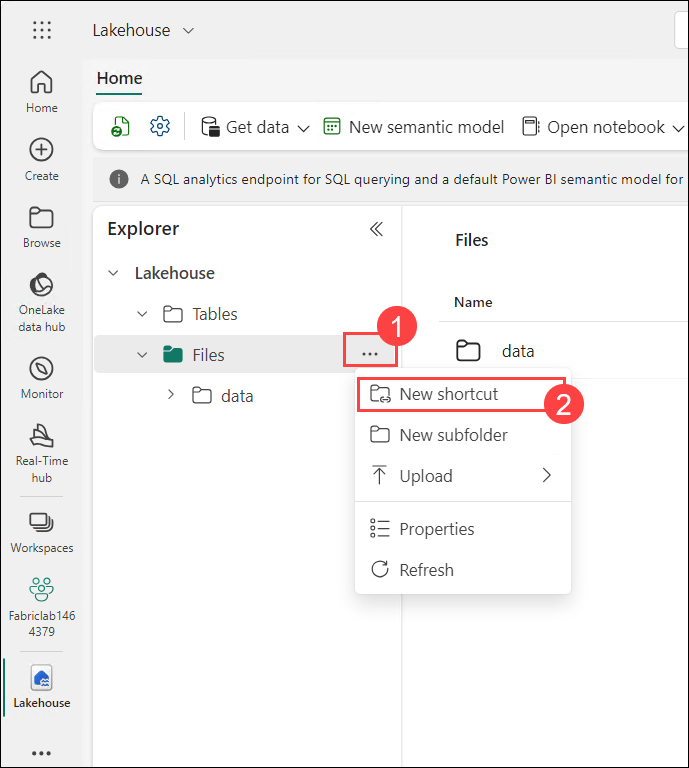 Lakehouse
Home
Create
Browse
OneLake
data hub
Monitor
Real-Time
hub
Workspaces
Fabriclab146
4379
Lakehouse
Home
Get data
New semantic model
Open notebook
A SQL analytics endpoint for SQL querying and a default Power BI semantic model for
Explorer
Lakehouse
Tables
Files
...
1
data
New shortcut
2
New subfolder
Upload
Properties
Refresh
Files
Name
data